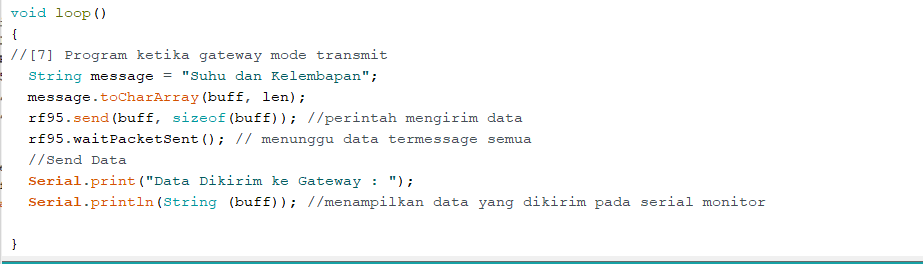 void loop()
{
//[7] Program ketika gateway mode transmit
String message = "Suhu dan Kelembapan";
message.toCharArray(buff, len);
rf95.send(buff, sizeof(buff)); //perintah mengirim data
rf95.waitPacketSent(); // menunggu data termessage semua
//Send Data
Serial.print("Data Dikirim ke Gateway : ");
Serial.println(String (buff)); //menampilkan data yang dikirim pada serial monitor
}